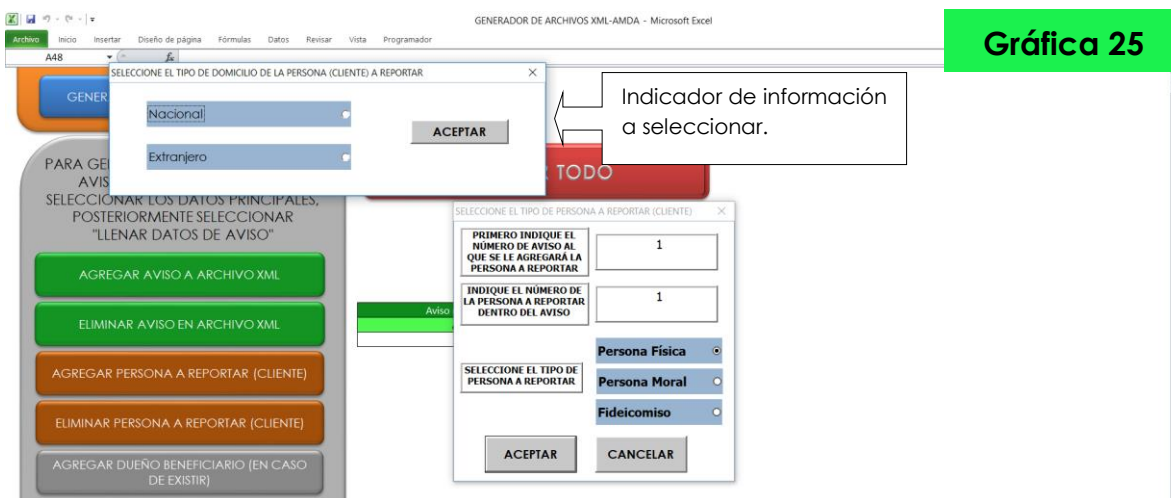 GENERADOR DE ARCHIVOS XML-AMDA - Microsoft Excel
Archivo Inicio Insertar Diseño de página Fórmulas Datos Revisar Vista Programador
Gráfica 25
A48 fx
SELECCIONE EL TIPO DE DOMICILIO DE LA PERSONA (CLIENTE) A REPORTAR
Nacional
Extranjero
ACEPTAR
Indicador de información
a seleccionar.
GENER
PARA GE
AVIS
SELECCIONAR LOS DATOS PRINCIPALES,
POSTERIORMENTE SELECCIONAR
"LLENAR DATOS DE AVISO"
TODO
AGREGAR AVISO A ARCHIVO XML
ELIMINAR AVISO EN ARCHIVO XML
AGREGAR PERSONA A REPORTAR (CLIENTE)
ELIMINAR PERSONA A REPORTAR (CLIENTE)
AGREGAR DUEÑO BENEFICIARIO (EN CASO
DE EXISTIR)
Aviso
SELECCIONE EL TIPO DE PERSONA A REPORTAR (CLIENTE)
PRIMERO INDIQUE EL
NÚMERO DE AVISO AL
QUE SE LE AGREGARÁ LA
PERSONA A REPORTAR
1
INDIQUE EL NÚMERO DE
LA PERSONA A REPORTAR
DENTRO DEL AVISO
1
SELECCIONE EL TIPO DE
PERSONA A REPORTAR
Persona Física
Persona Moral
Fideicomiso
ACEPTAR
CANCELAR